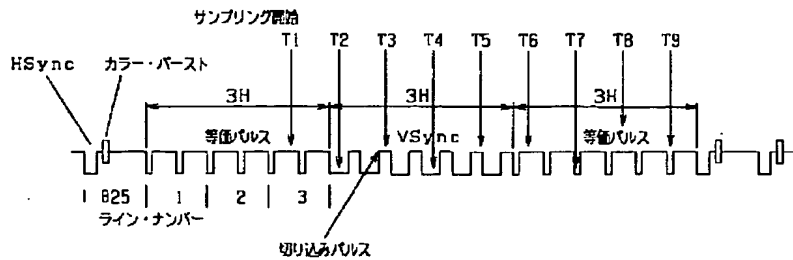 サンプリング開始
T1 T2 T3 T4 T5 T6 T7 T8 T9
HSync カラー・バースト
3H 3H 3H
等価パルス VSync 等価パルス
825 1 2 3
ライン・ナンバー
切り込みパルス